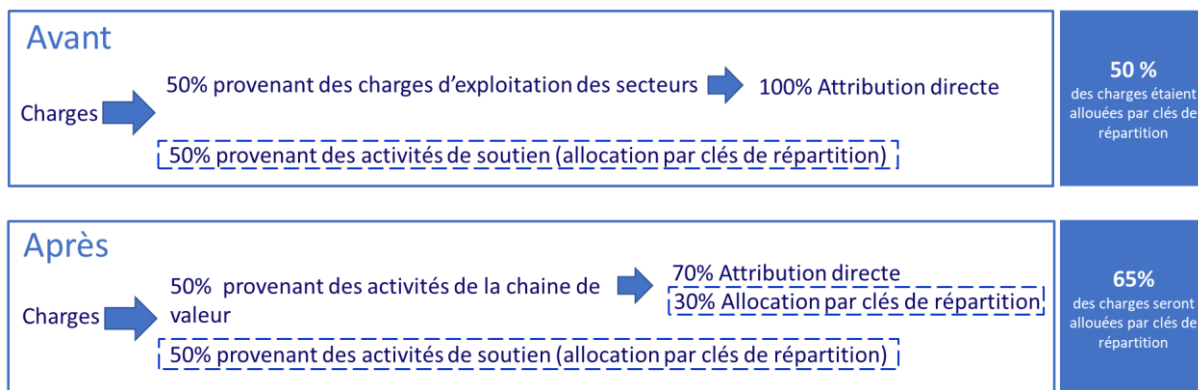 Avant
Charges
50% provenant des charges d'exploitation des secteurs
100% Attribution directe
50% provenant des activités de soutien (allocation par clés de répartition)
50 %
des charges étaient
allouées par clés de
répartition
Après
Charges
50% provenant des activités de la chaine de
valeur
70% Attribution directe
30% Allocation par clés de répartition
50% provenant des activités de soutien (allocation par clés de répartition)
65%
des charges seront
allouées par clés de
répartition